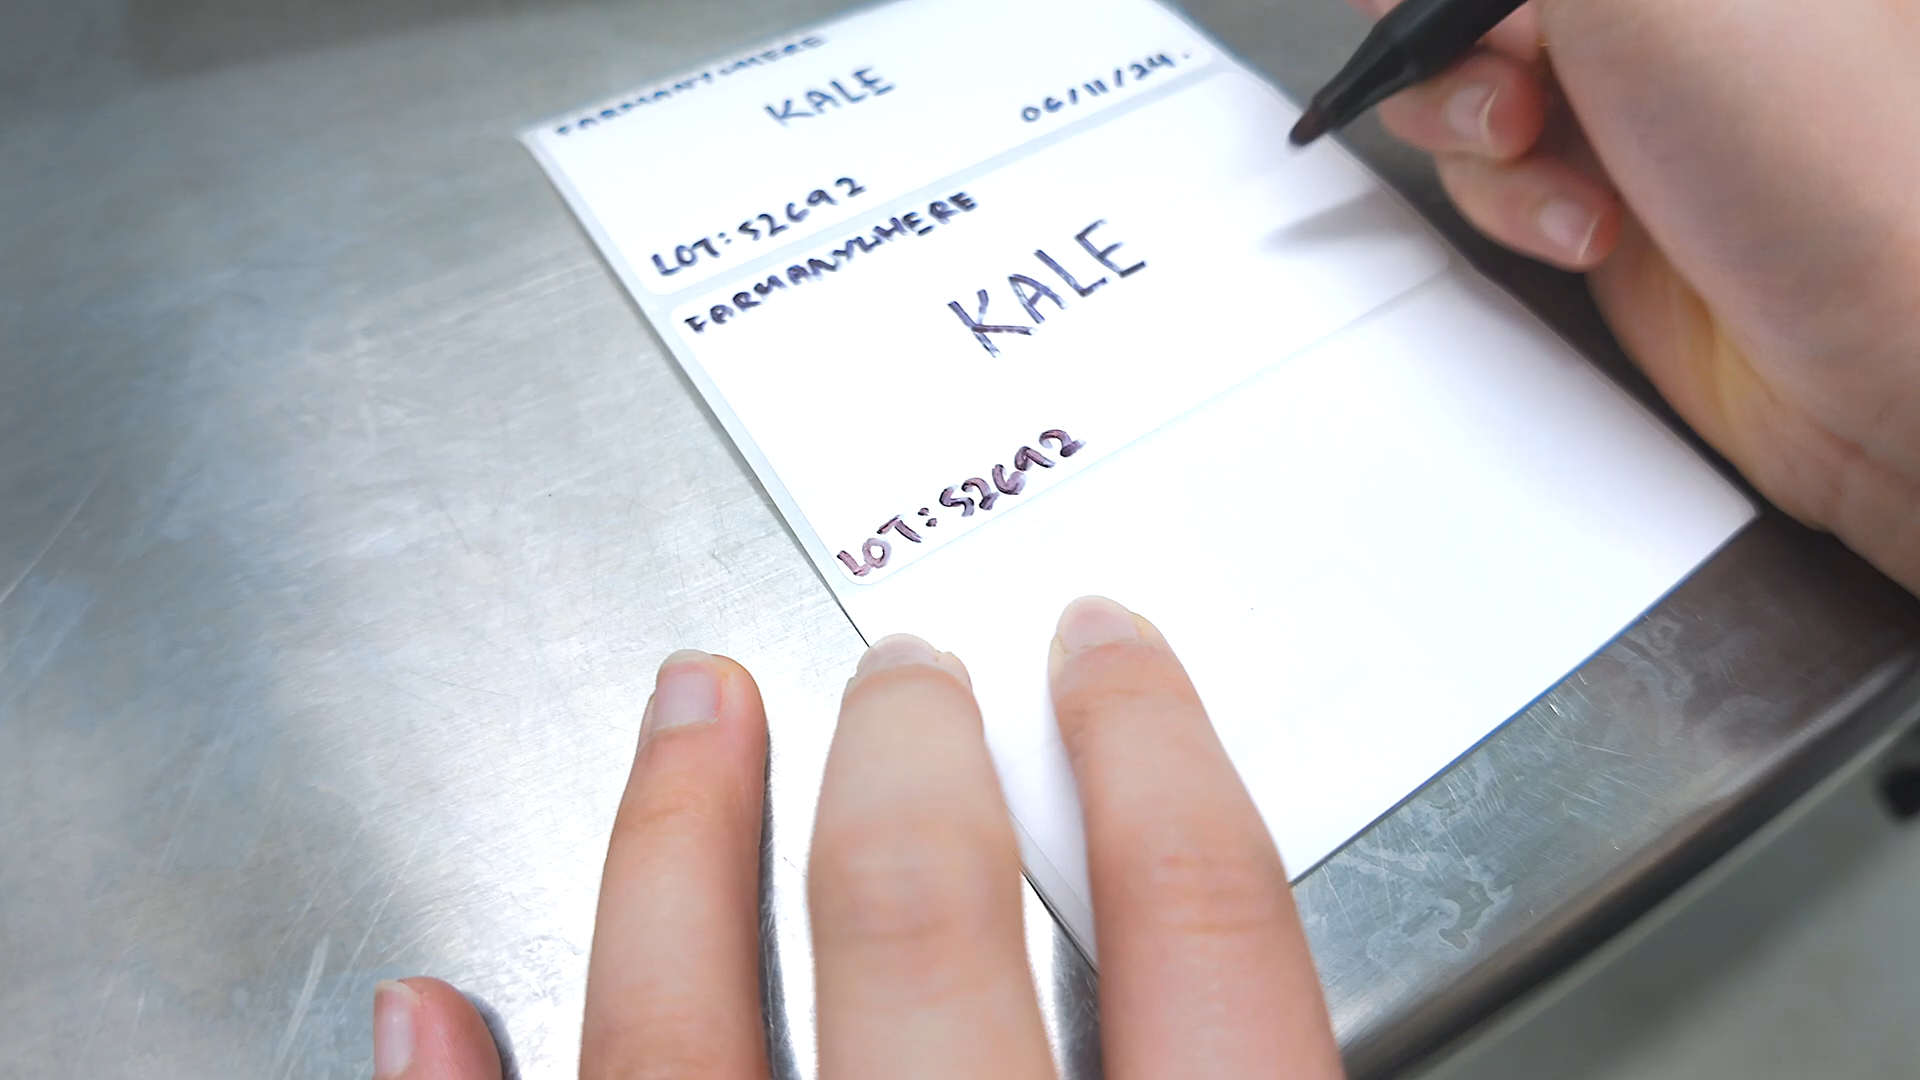 FARMANYWHERE
KALE
06/11/24.
LOT: 52692
FARMANYWHERE
KALE
LOT: 52692